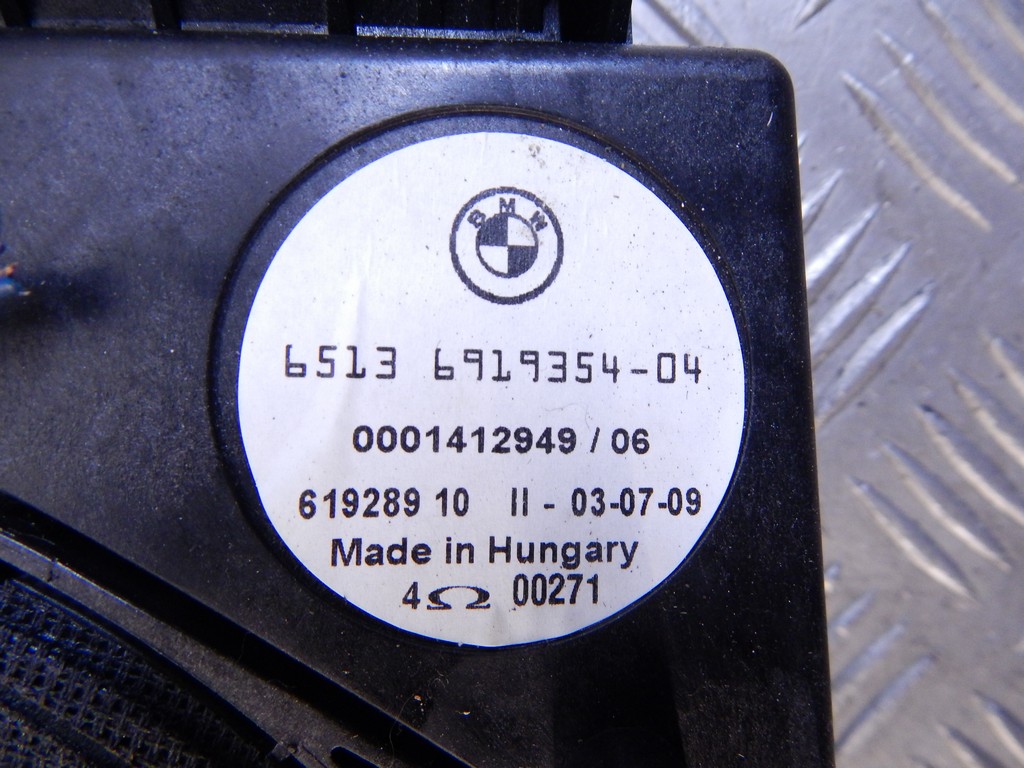 BMW
6513 6919354-04
0001412949 / 06
619289 10 II - 03-07-09
Made in Hungary
4Ω 00271